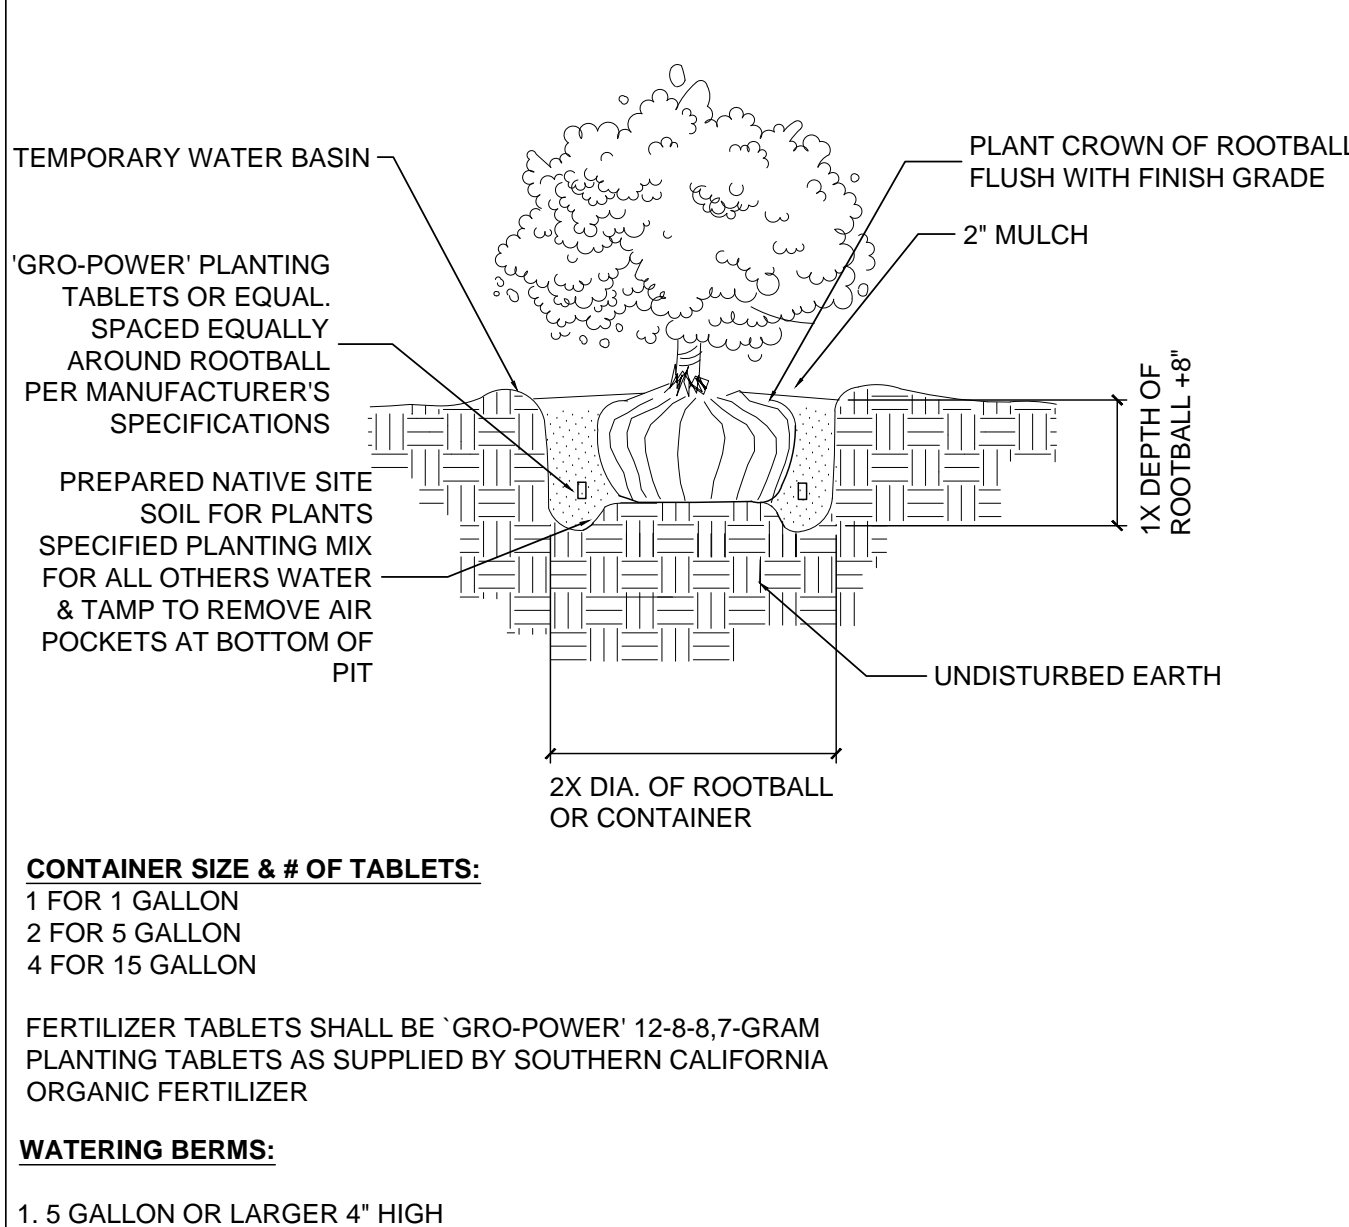 TEMPORARY WATER BASIN
'GRO-POWER' PLANTING
TABLETS OR EQUAL.
SPACED EQUALLY
AROUND ROOTBALL
PER MANUFACTURER'S
SPECIFICATIONS
PREPARED NATIVE SITE
SOIL FOR PLANTS
SPECIFIED PLANTING MIX
FOR ALL OTHERS WATER
& TAMP TO REMOVE AIR
POCKETS AT BOTTOM OF
PIT
PLANT CROWN OF ROOTBALL
FLUSH WITH FINISH GRADE
2" MULCH
1X DEPTH OF
ROOTBALL +8"
UNDISTURBED EARTH
2X DIA. OF ROOTBALL
OR CONTAINER
CONTAINER SIZE & # OF TABLETS:
1 FOR 1 GALLON
2 FOR 5 GALLON
4 FOR 15 GALLON
FERTILIZER TABLETS SHALL BE `GRO-POWER' 12-8-8,7-GRAM
PLANTING TABLETS AS SUPPLIED BY SOUTHERN CALIFORNIA
ORGANIC FERTILIZER
WATERING BERMS:
1. 5 GALLON OR LARGER 4" HIGH